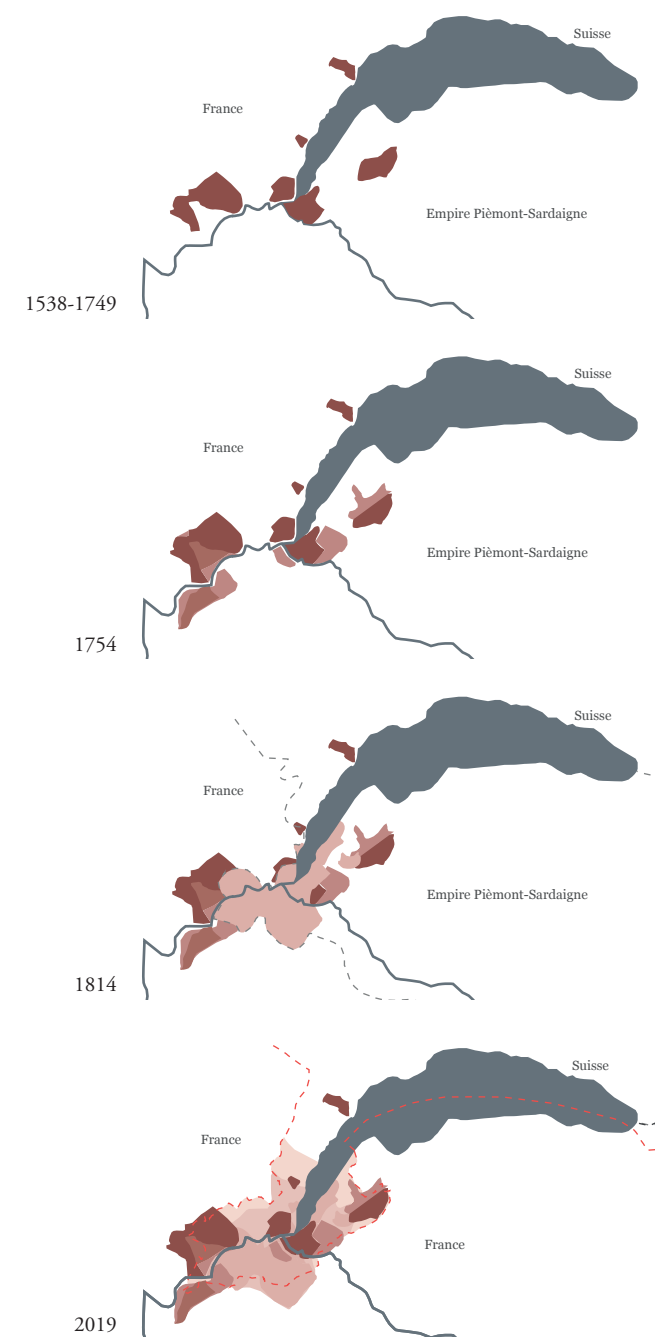 Suisse
France
Empire Pièmont-Sardaigne
1538-1749
Suisse
France
Empire Pièmont-Sardaigne
1754
Suisse
France
Empire Pièmont-Sardaigne
1814
Suisse
France
France
2019